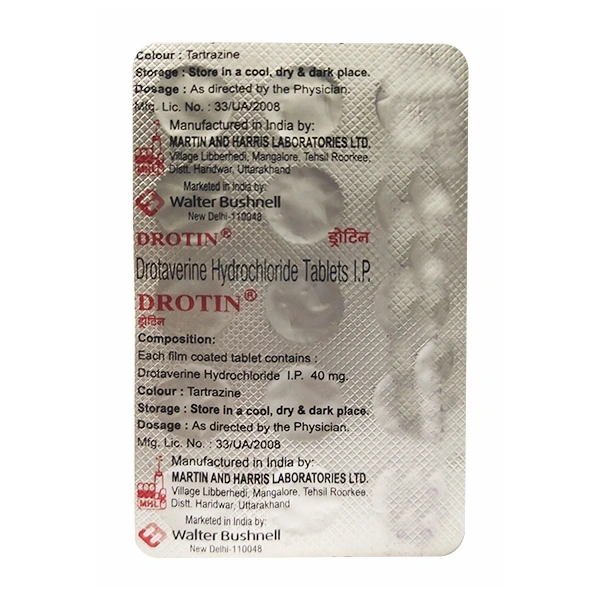 Colour : Tartrazine
Storage : Store in a cool, dry & dark place.
Dosage : As directed by the Physician.
Mfg. Lic. No. : 33/UA/2008
Manufactured in India by:
MARTIN AND HARRIS LABORATORIES LTD.
Village Libberhedi, Mangalore, Tehsil Roorkee,
Distt. Haridwar, Uttarakhand
MHL
Marketed in India by:
Walter Bushnell
New Delhi-110048
DROTIN® ड्रोटिन
Drotaverine Hydrochloride Tablets I.P.
DROTIN®
ड्रोटिन
Composition:
Each film coated tablet contains :
Drotaverine Hydrochloride I.P. 40 mg.
Colour : Tartrazine
Storage : Store in a cool, dry & dark place.
Dosage : As directed by the Physician.
Mfg. Lic. No. : 33/UA/2008
Manufactured in India by:
MARTIN AND HARRIS LABORATORIES LTD.
Village Libberhedi, Mangalore, Tehsil Roorkee,
Distt. Haridwar, Uttarakhand
MHL
Marketed in India by:
Walter Bushnell
New Delhi-110048